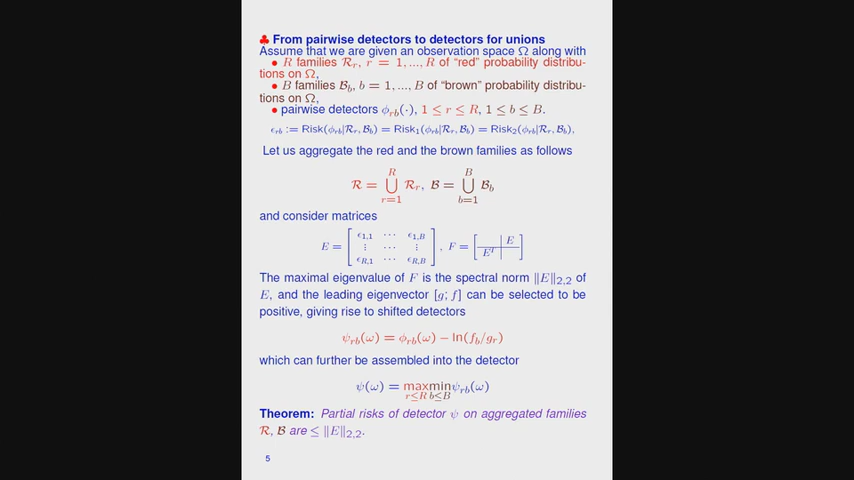 ♣ From pairwise detectors to detectors for unions
Assume that we are given an observation space Ω along with
• R families ℛ_r, r = 1, ..., R of “red” probability distribu-
tions on Ω,
• B families ℬ_b, b = 1, ..., B of “brown” probability distribu-
tions on Ω,
• pairwise detectors ϕ_rb(·), 1 ≤ r ≤ R, 1 ≤ b ≤ B.
ϵ_rb := Risk(ϕ_rb|ℛ_r, ℬ_b) = Risk₁(ϕ_rb|ℛ_r, ℬ_b) = Risk₂(ϕ_rb|ℛ_r, ℬ_b),
Let us aggregate the red and the brown families as follows
ℛ = ⋃_{r=1}^{R} ℛ_r, ℬ = ⋃_{b=1}^{B} ℬ_b
and consider matrices
E = [ ϵ_{1,1} ⋯ ϵ_{1,B} ; ⋮ ⋯ ⋮ ; ϵ_{R,1} ⋯ ϵ_{R,B} ], F = [ | E ; E^T | ]
The maximal eigenvalue of F is the spectral norm ‖E‖_{2,2} of
E, and the leading eigenvector [g; f] can be selected to be
positive, giving rise to shifted detectors
ψ_rb(ω) = ϕ_rb(ω) − ln(f_b/g_r)
which can further be assembled into the detector
ψ(ω) = max_{r≤R} min_{b≤B} ψ_rb(ω)
Theorem: Partial risks of detector ψ on aggregated families
ℛ, ℬ are ≤ ‖E‖_{2,2}.
5